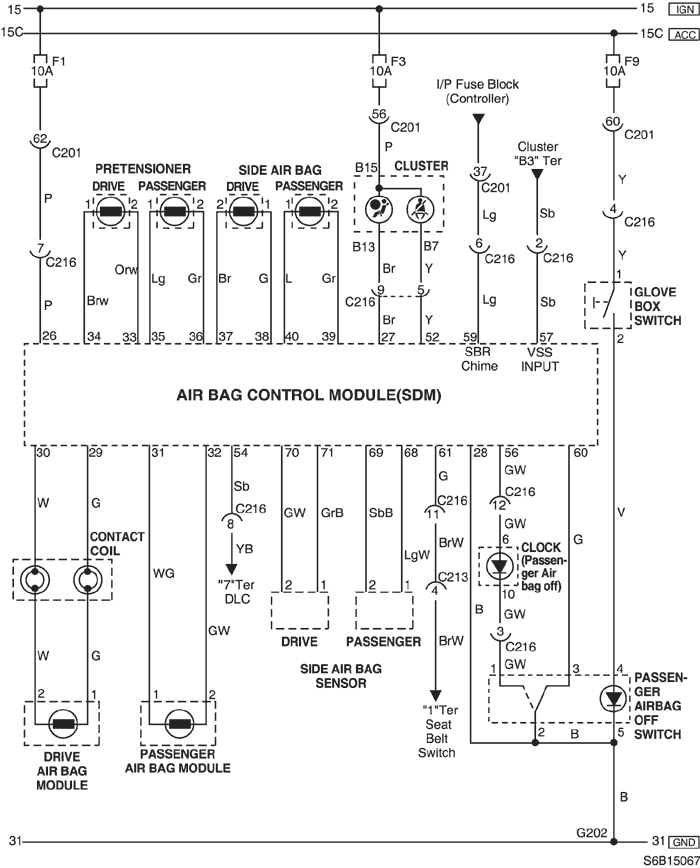 15 15 IGN
15C 15C ACC
F1 F3 F9
10A 10A 10A
I/P Fuse Block
(Controller)
62 C201 56 C201 60 C201
P
Cluster
"B3" Ter
PRETENSIONER SIDE AIR BAG B15 CLUSTER
DRIVE PASSENGER DRIVE PASSENGER
37 C201
1 2 1 2 1 2 1 2
P Lg Sb Y
4 C216
7 C216
B13 B7
6 C216 2 C216
Orw Lg Gr Br G L Gr
Br Y Y
Brw
C216 9 5
P Lg Sb
1
GLOVE
BOX
SWITCH
2
Br Y
26 34 33 35 36 37 38 40 39 27 52 59 57
SBR
Chime
VSS
INPUT
AIR BAG CONTROL MODULE(SDM)
30 29 31 32 54 70 71 69 68 61 28 56 60
W G Sb GW GrB SbB G GW
C216 8
C216 11
C216 12
YB LgW BrW GW G V
CONTACT
COIL
6
CLOCK
(Passen-
ger Air
bag off)
10
WG GW
"7"Ter
DLC
C213 4
2 1 2 1
B GW
DRIVE PASSENGER
SIDE AIR BAG
SENSOR
3 C216
W G BrW GW
1 3 4
2 1 1 2
PASSEN-
GER
AIRBAG
OFF
SWITCH
"1"Ter
Seat
Belt
Switch
2 B 5
DRIVE
AIR BAG
MODULE
PASSENGER
AIR BAG MODULE
B
G202
31 31 GND
S6B15067